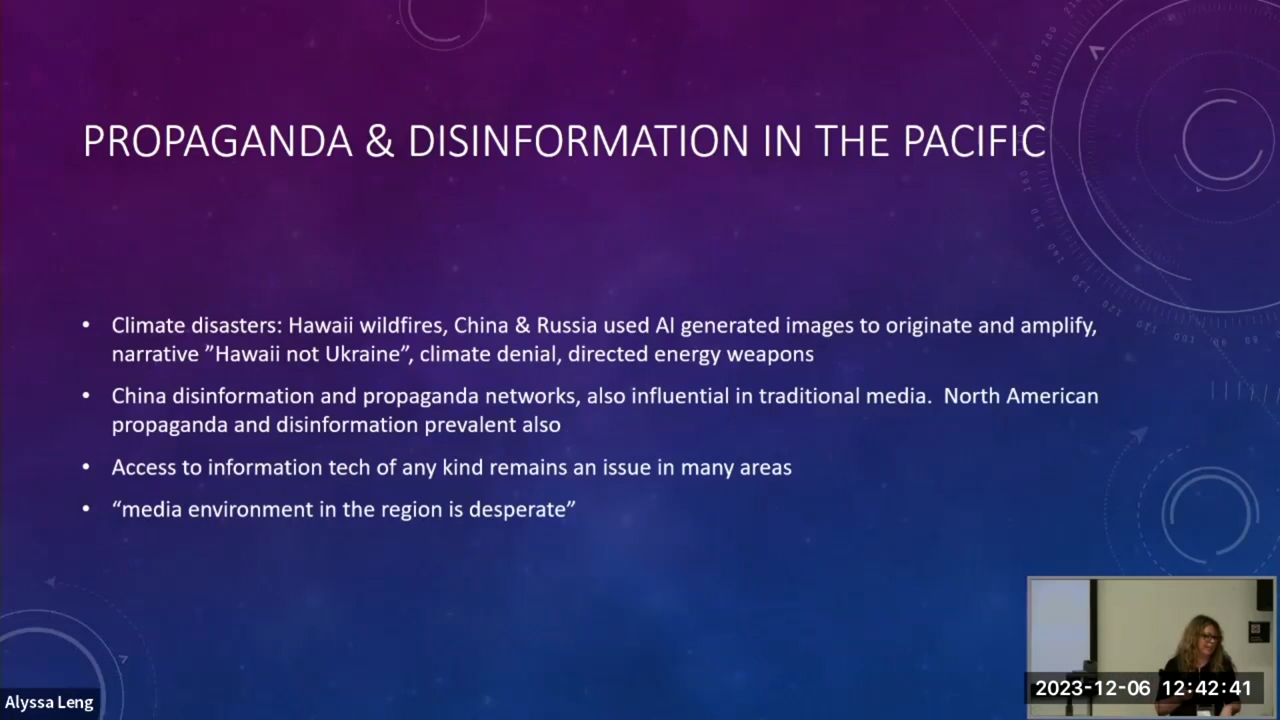 PROPAGANDA & DISINFORMATION IN THE PACIFIC
• Climate disasters: Hawaii wildfires, China & Russia used AI generated images to originate and amplify,
narrative ”Hawaii not Ukraine”, climate denial, directed energy weapons
• China disinformation and propaganda networks, also influential in traditional media.  North American
propaganda and disinformation prevalent also
• Access to information tech of any kind remains an issue in many areas
• “media environment in the region is desperate”
Alyssa Leng
2023-12-06 12:42:41